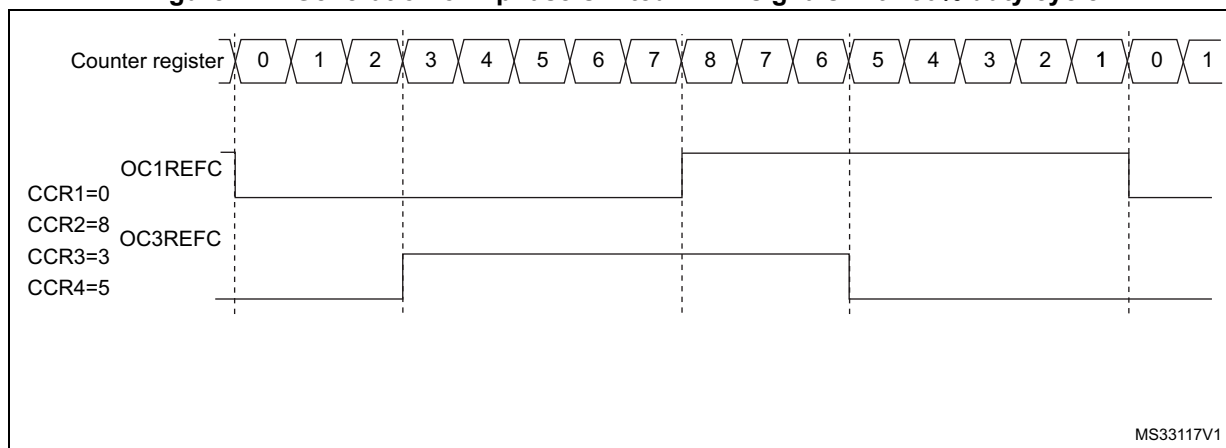 Counter register 0 1 2 3 4 5 6 7 8 7 6 5 4 3 2 1 0 1
OC1REFC
CCR1=0
CCR2=8
OC3REFC
CCR3=3
CCR4=5
MS33117V1